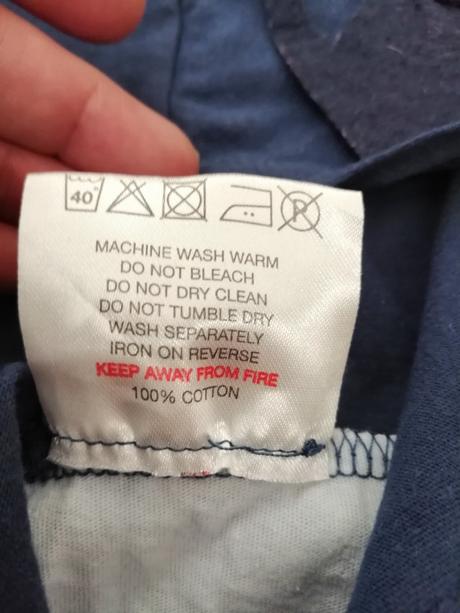 40° P
MACHINE WASH WARM
DO NOT BLEACH
DO NOT DRY CLEAN
DO NOT TUMBLE DRY
WASH SEPARATELY
IRON ON REVERSE
KEEP AWAY FROM FIRE
100% COTTON